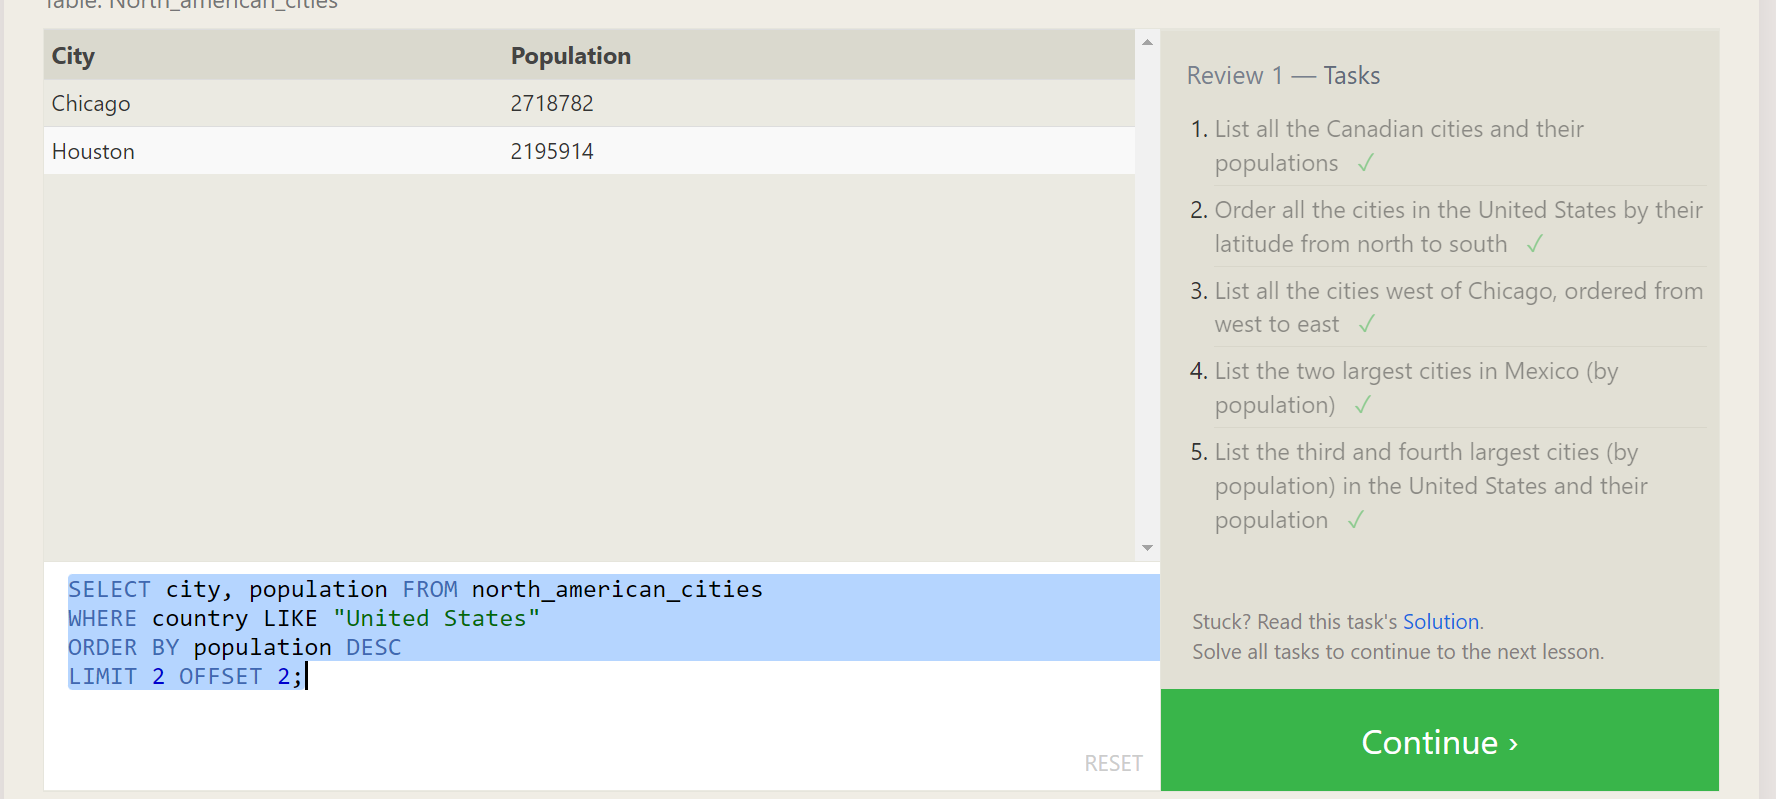 Table: North_american_cities
City Population
Chicago 2718782
Houston 2195914
SELECT city, population FROM north_american_cities
WHERE country LIKE "United States"
ORDER BY population DESC
LIMIT 2 OFFSET 2;
RESET
Review 1 — Tasks
1. List all the Canadian cities and their
populations ✓
2. Order all the cities in the United States by their
latitude from north to south ✓
3. List all the cities west of Chicago, ordered from
west to east ✓
4. List the two largest cities in Mexico (by
population) ✓
5. List the third and fourth largest cities (by
population) in the United States and their
population ✓
Stuck? Read this task's Solution.
Solve all tasks to continue to the next lesson.
Continue ›